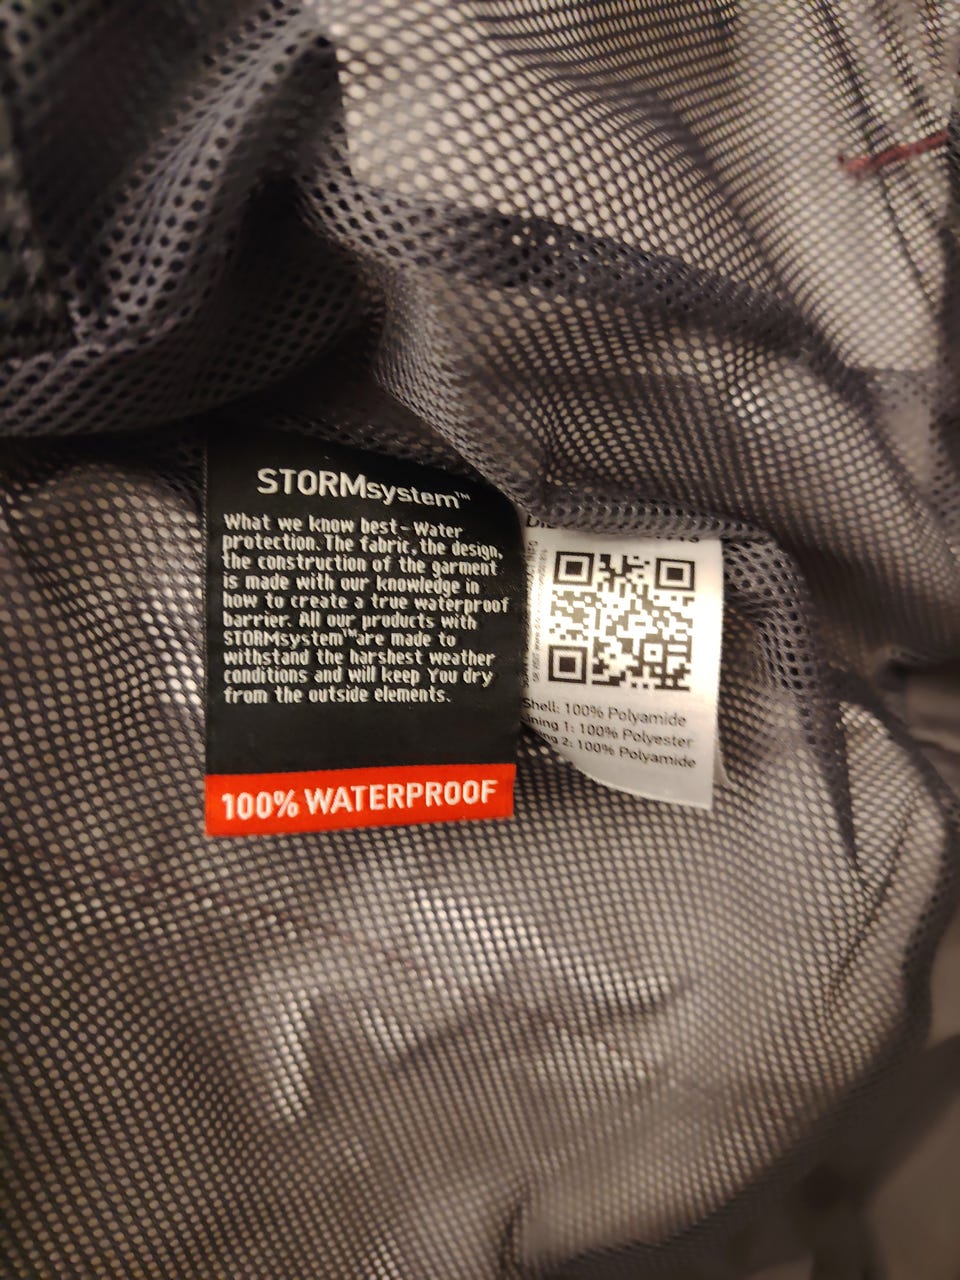 STORMsystem™
What we know best - Water
protection. The fabric, the design,
the construction of the garment
is made with our knowledge in
how to create a true waterproof
barrier. All our products with
STORMsystem™are made to
withstand the harshest weather
conditions and will keep you dry
from the outside elements.
100% WATERPROOF
Shell: 100% Polyamide
1: 100% Polyester
2: 100% Polyamide